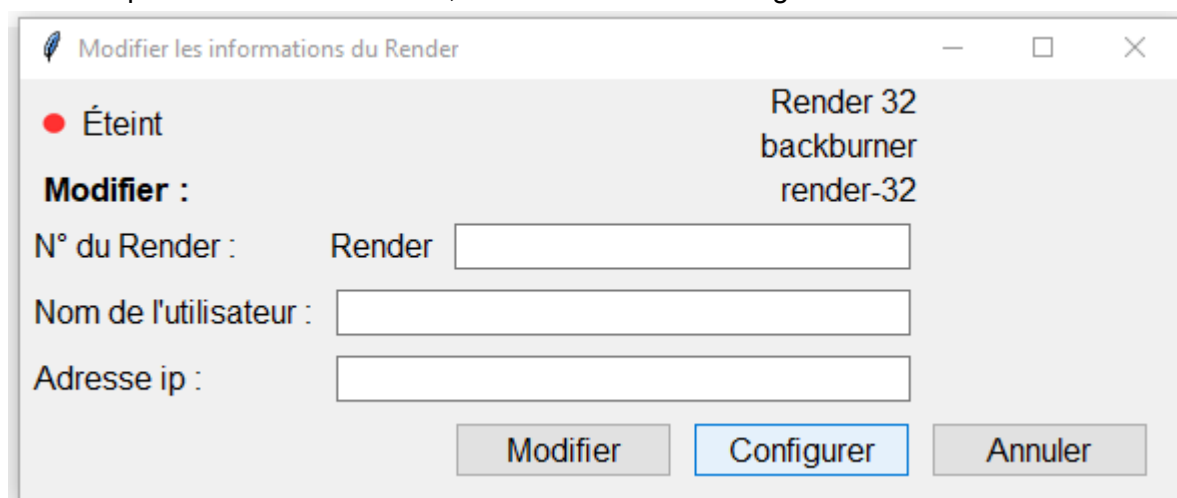 Modifier les informations du Render
Éteint
Render 32
backburner
Modifier :
render-32
N° du Render :
Render
Nom de l'utilisateur :
Adresse ip :
Modifier
Configurer
Annuler